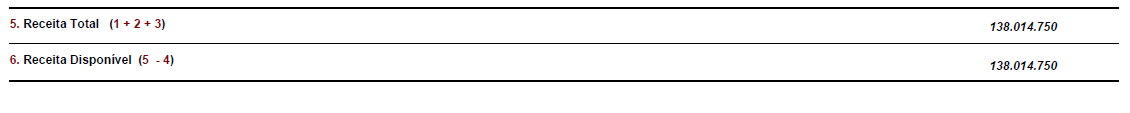 5. Receita Total (1 + 2 + 3) 138.014.750
6. Receita Disponível (5 - 4) 138.014.750